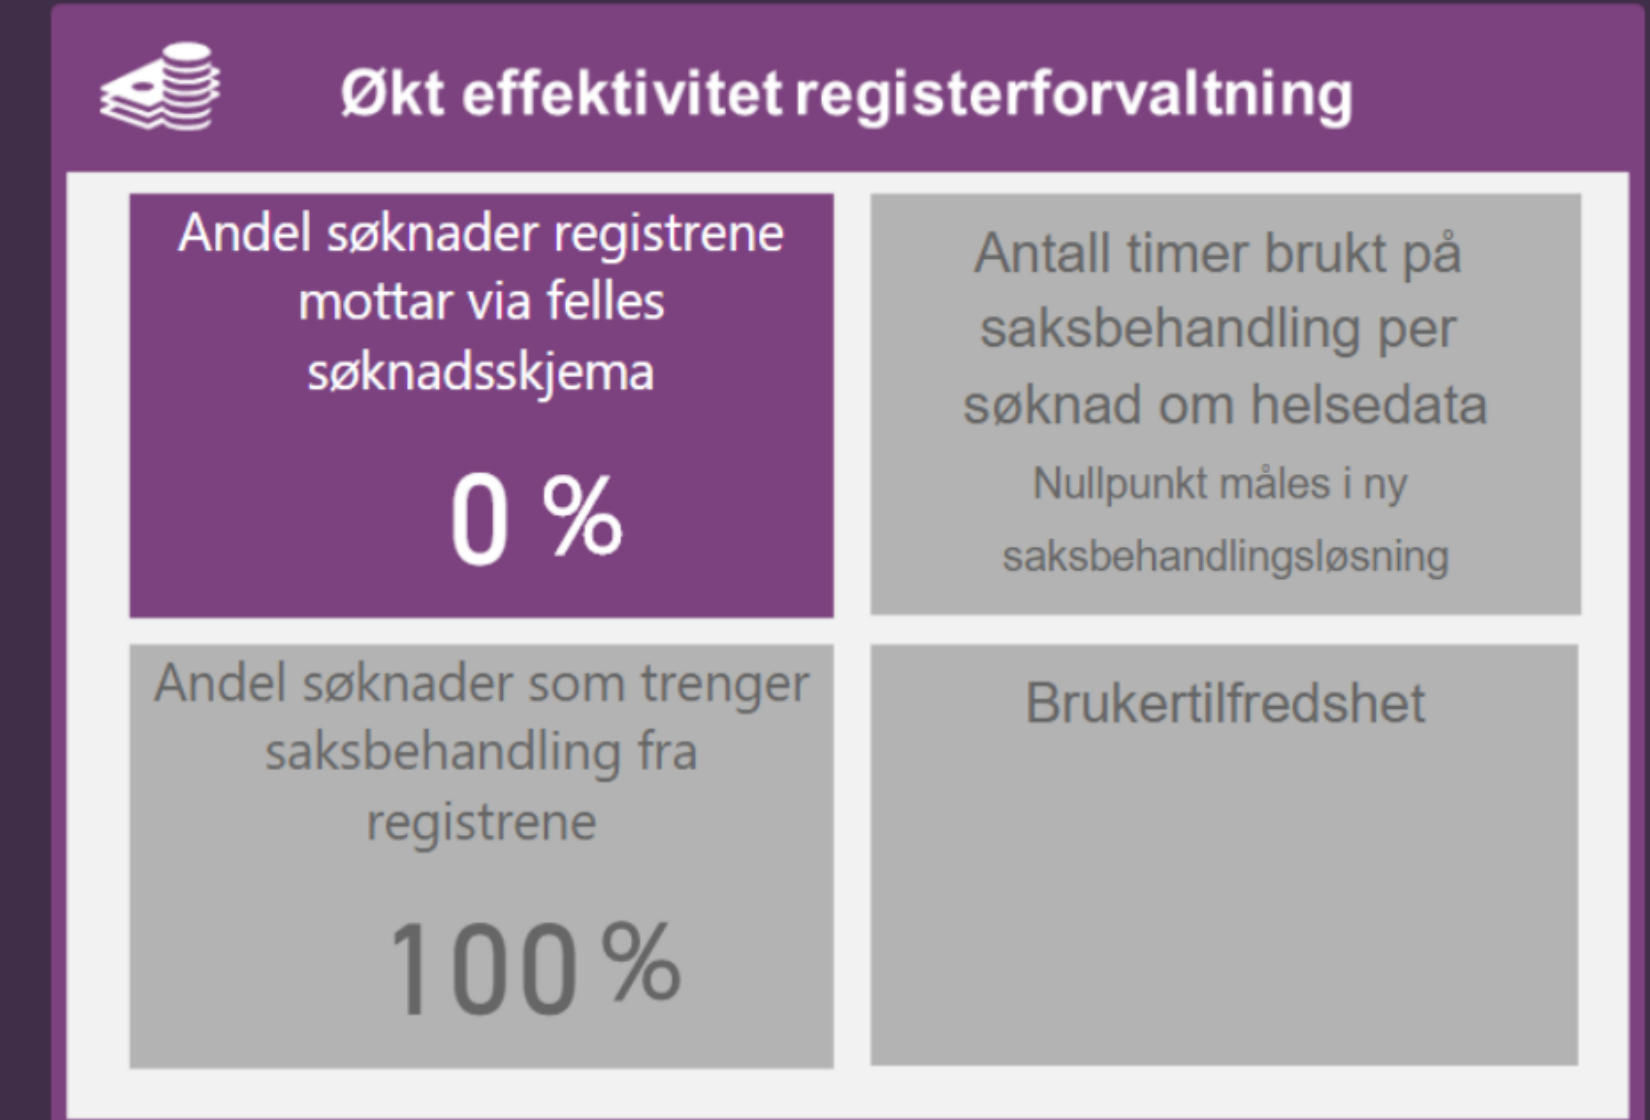 Økt effektivitet registerforvaltning
Andel søknader registrene
mottar via felles
søknadsskjema
0 %
Antall timer brukt på
saksbehandling per
søknad om helsedata
Nullpunkt måles i ny
saksbehandlingsløsning
Andel søknader som trenger
saksbehandling fra
registrene
100 %
Brukertilfredshet